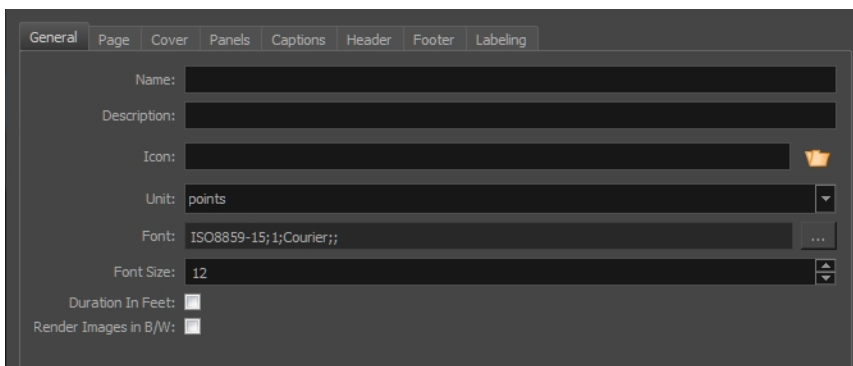 General Page Cover Panels Captions Header Footer Labeling
Name:
Description:
Icon:
Unit: points
Font: ISO8859-15;1;Courier;; ...
Font Size: 12
Duration In Feet:
Render Images in B/W: